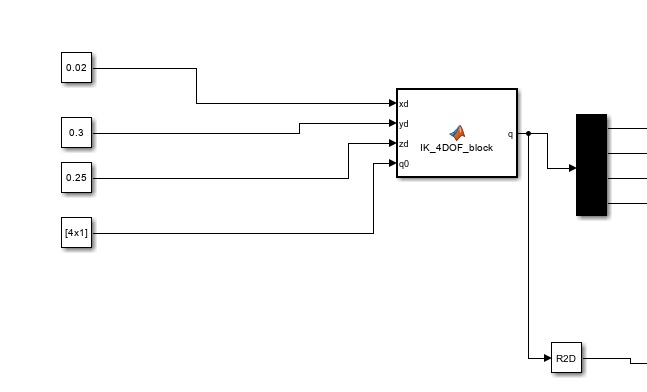 0.02
0.3
0.25
[4x1]
xd
yd
zd
q0
q
IK_4DOF_block
R2D